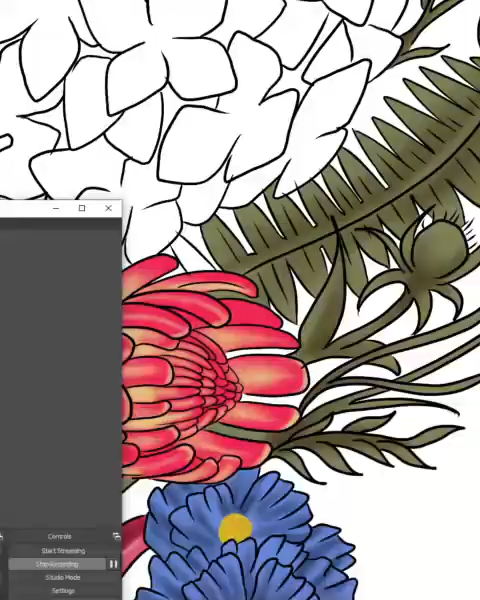 Controls
Start Streaming
Stop Recording
Studio Mode
Settings